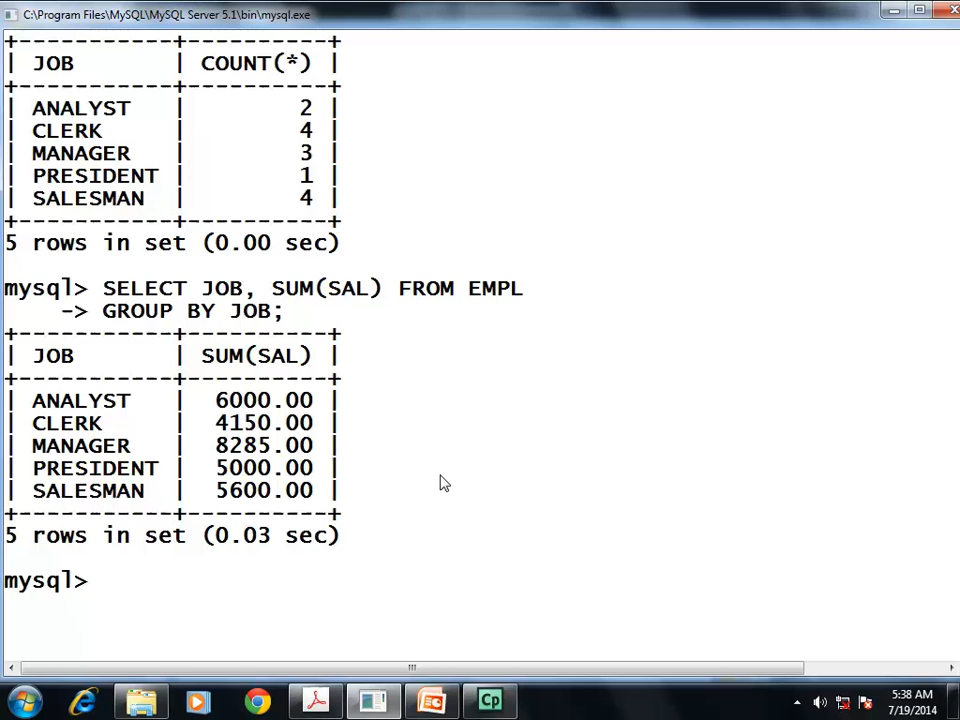 C:\Program Files\MySQL\MySQL Server 5.1\bin\mysql.exe
+-----------+----------+
| JOB       | COUNT(*) |
+-----------+----------+
| ANALYST   |        2 |
| CLERK     |        4 |
| MANAGER   |        3 |
| PRESIDENT |        1 |
| SALESMAN  |        4 |
+-----------+----------+
5 rows in set (0.00 sec)
mysql> SELECT JOB, SUM(SAL) FROM EMPL
    -> GROUP BY JOB;
+-----------+----------+
| JOB       | SUM(SAL) |
+-----------+----------+
| ANALYST   |  6000.00 |
| CLERK     |  4150.00 |
| MANAGER   |  8285.00 |
| PRESIDENT |  5000.00 |
| SALESMAN  |  5600.00 |
+-----------+----------+
5 rows in set (0.03 sec)
mysql>
Cp
5:38 AM
7/19/2014